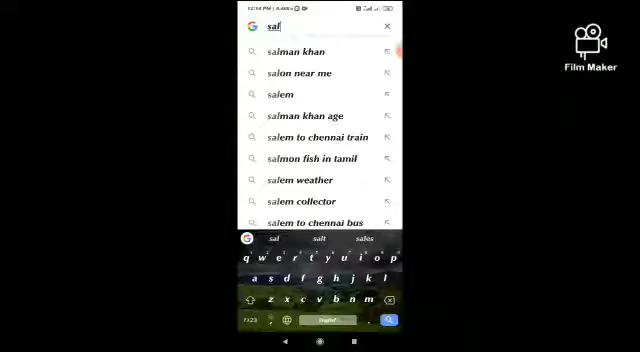 sal
salman khan
salon near me
salem
salman khan age
salem to chennai train
salmon fish in tamil
salem weather
salem collector
salem to chennai bus
sal salt sales
q w e r t y u i o p
a s d f g h j k l
z x c v b n m
?123 , English .
Film Maker